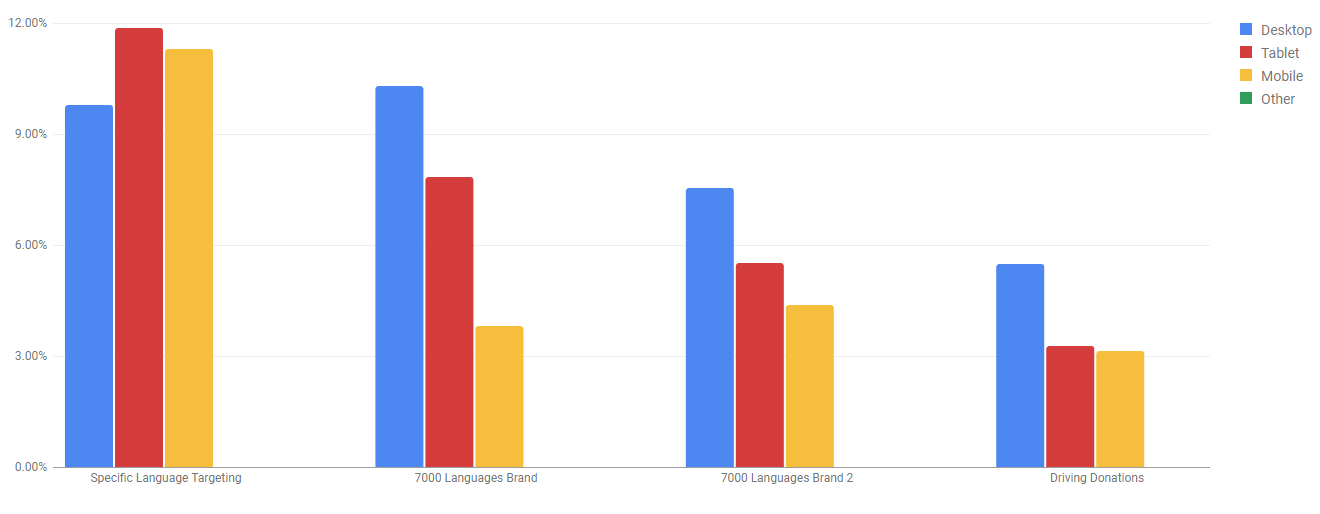 12.00%
9.00%
6.00%
3.00%
0.00%
Specific Language Targeting
7000 Languages Brand
7000 Languages Brand 2
Driving Donations
Desktop
Tablet
Mobile
Other